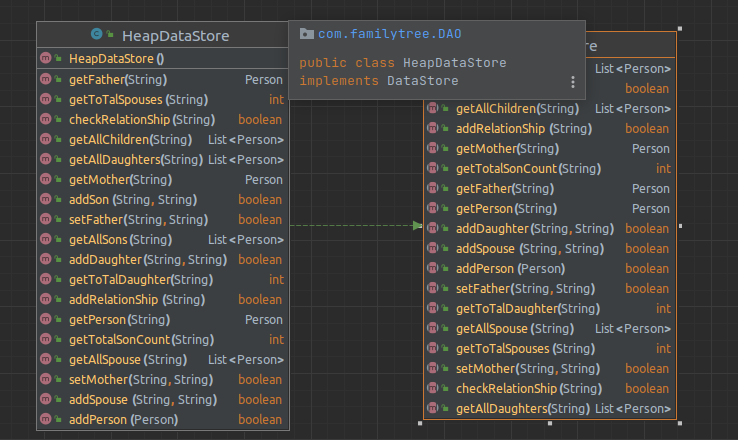 HeapDataStore
HeapDataStore ()
getFather(String) Person
getToTalSpouses (String) int
checkRelationShip (String) boolean
getAllChildren(String) List<Person>
getAllDaughters(String) List<Person>
getMother(String) Person
addSon (String, String) boolean
setFather(String, String) boolean
getAllSons(String) List<Person>
addDaughter(String, String) boolean
getToTalDaughter(String) int
addRelationShip (String) boolean
getPerson(String) Person
getTotalSonCount(String) int
getAllSpouse (String) List<Person>
setMother(String, String) boolean
addSpouse (String, String) boolean
addPerson (Person) boolean
com.familytree.DAO
public class HeapDataStore
implements DataStore
re
List<Person>
boolean
getAllChildren(String) List<Person>
addRelationShip (String) boolean
getMother(String) Person
getTotalSonCount(String) int
getFather(String) Person
getPerson(String) Person
addDaughter(String, String) boolean
addSpouse (String, String) boolean
addPerson (Person) boolean
setFather(String, String) boolean
getToTalDaughter(String) int
getAllSpouse(String) List<Person>
getToTalSpouses (String) int
setMother(String, String) boolean
checkRelationShip(String) boolean
getAllDaughters(String) List<Person>